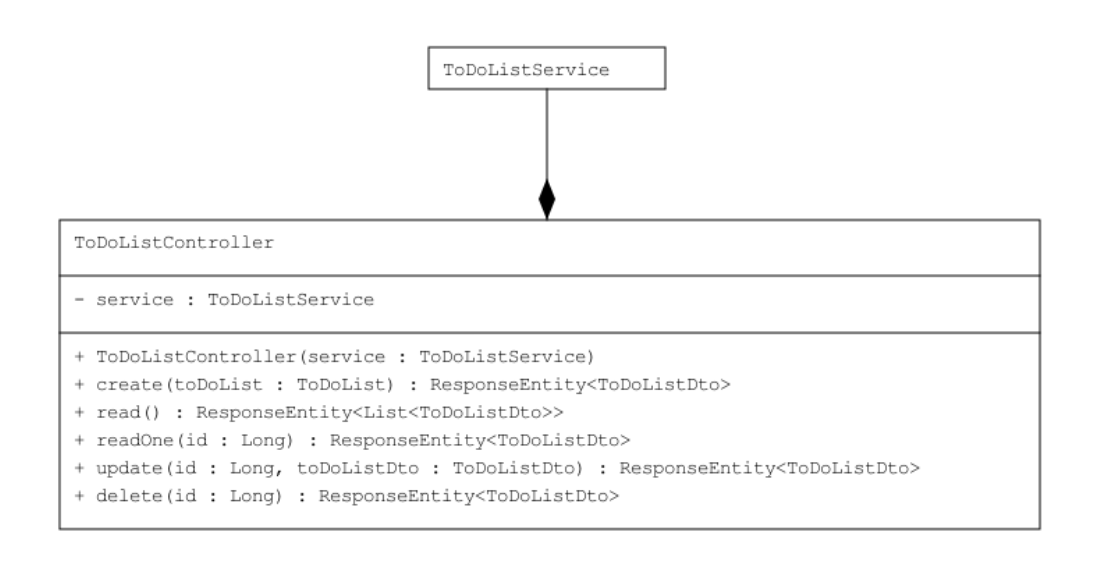 ToDoListService
ToDoListController
- service : ToDoListService
+ ToDoListController(service : ToDoListService)
+ create(toDoList : ToDoList) : ResponseEntity<ToDoListDto>
+ read() : ResponseEntity<List<ToDoListDto>>
+ readOne(id : Long) : ResponseEntity<ToDoListDto>
+ update(id : Long, toDoListDto : ToDoListDto) : ResponseEntity<ToDoListDto>
+ delete(id : Long) : ResponseEntity<ToDoListDto>